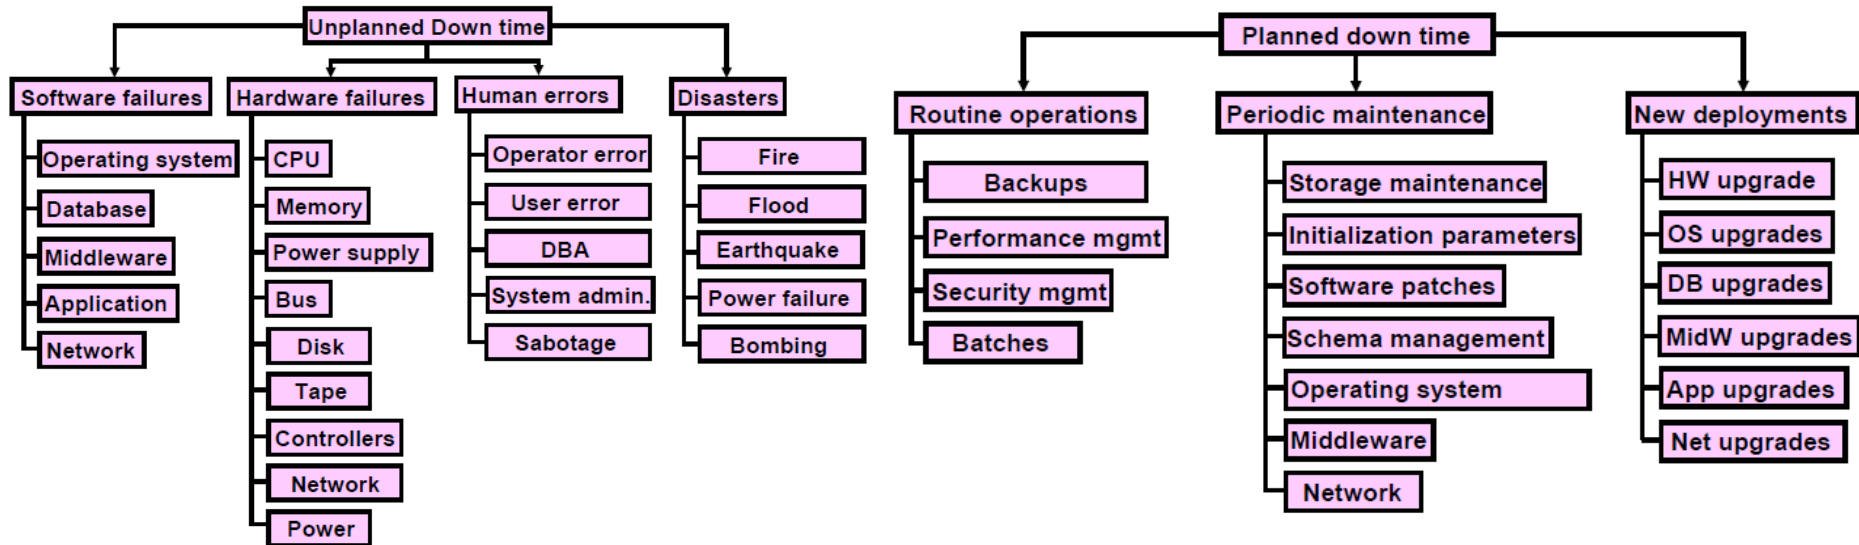 Unplanned Down time
Software failures
Operating system
Database
Middleware
Application
Network
Hardware failures
CPU
Memory
Power supply
Bus
Disk
Tape
Controllers
Network
Power
Human errors
Operator error
User error
DBA
System admin.
Sabotage
Disasters
Fire
Flood
Earthquake
Power failure
Bombing
Planned down time
Routine operations
Backups
Performance mgmt
Security mgmt
Batches
Periodic maintenance
Storage maintenance
Initialization parameters
Software patches
Schema management
Operating system
Middleware
Network
New deployments
HW upgrade
OS upgrades
DB upgrades
MidW upgrades
App upgrades
Net upgrades